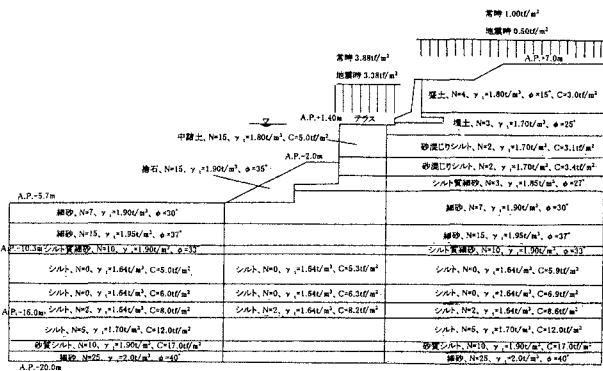 常時 1.00tf/m²
地震時 0.50tf/m²
常時 3.88tf/m²
地震時 3.38tf/m²
A.P.+7.0m
盛土、N=4、γt=1.80tf/m²、φ=15°、C=3.0tf/m²
A.P.+1.40m
テラス
埋土、N=3、γt=1.70tf/m³、φ=25°
中詰土、N=15、γt=1.80t/m³、C=5.0tf/m²
砂混じりシルト、N=2、γt=1.70t/m³、C=3.1tf/m²
A.P.-2.0m
捨石、N=15、γt=1.90t/m³、φ=35°
砂混じりシルト、N=2、γt=1.70t/m³、C=3.4tf/m²
シルト質細砂、N=3、γt=1.85t/m³、φ=27°
A.P.-5.7m
細砂、N=7、γt=1.90t/m³、φ=30°
細砂、N=7、γt=1.90t/m³、φ=30°
細砂、N=15、γt=1.95t/m³、φ=37°
細砂、N=15、γt=1.95t/m³、φ=37°
A.P.-10.3m
シルト質細砂、N=10、γt=1.90t/m³、φ=33°
シルト質細砂、N=10、γt=1.90t/m³、φ=33°
シルト、N=0、γt=1.64t/m³、C=5.0tf/m²
シルト、N=0、γt=1.64t/m³、C=5.3tf/m²
シルト、N=0、γt=1.64t/m³、C=5.9tf/m²
シルト、N=0、γt=1.64t/m³、C=6.0tf/m²
シルト、N=0、γt=1.64t/m³、C=6.3tf/m²
シルト、N=0、γt=1.64t/m³、C=6.9tf/m²
A.P.-16.0m
シルト、N=2、γt=1.64t/m³、C=8.0tf/m²
シルト、N=2、γt=1.64t/m³、C=8.2tf/m²
シルト、N=2、γt=1.64t/m³、C=8.6tf/m²
シルト、N=5、γt=1.70t/m³、C=12.0tf/m²
シルト、N=5、γt=1.70t/m³、C=12.0tf/m²
砂質シルト、N=10、γt=1.90t/m³、C=17.0tf/m²
砂質シルト、N=10、γt=1.90t/m³、C=17.0tf/m²
細砂、N=25、γt=2.0t/m³、φ=40°
細砂、N=25、γt=2.0t/m³、φ=40°
A.P.-20.0m